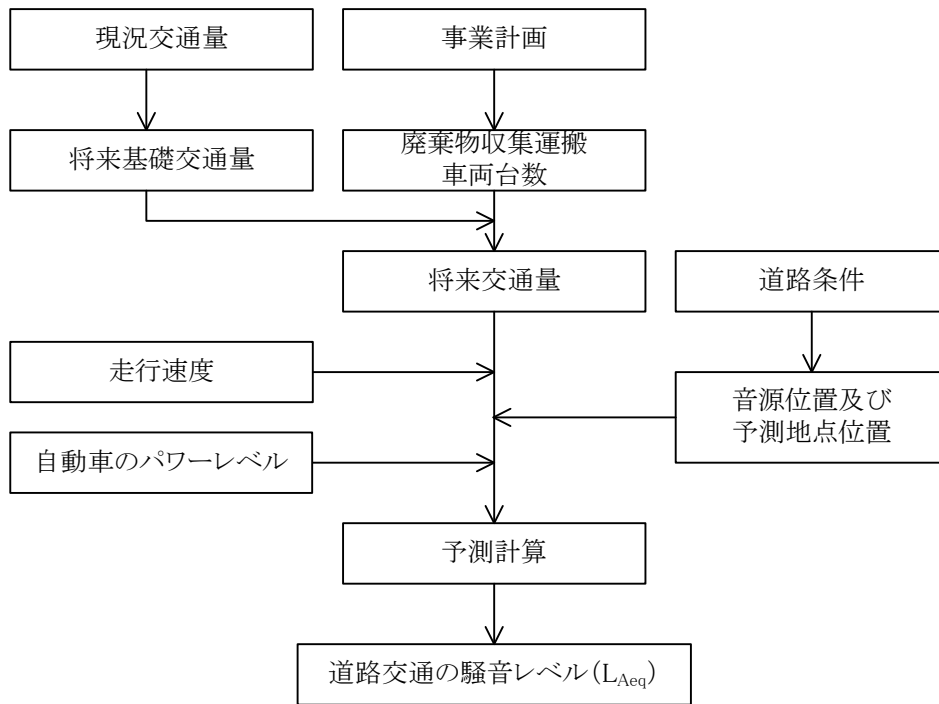 現況交通量
事業計画
将来基礎交通量
廃棄物収集運搬
車両台数
将来交通量
道路条件
走行速度
音源位置及び
予測地点位置
自動車のパワーレベル
予測計算
道路交通の騒音レベル(LAeq)